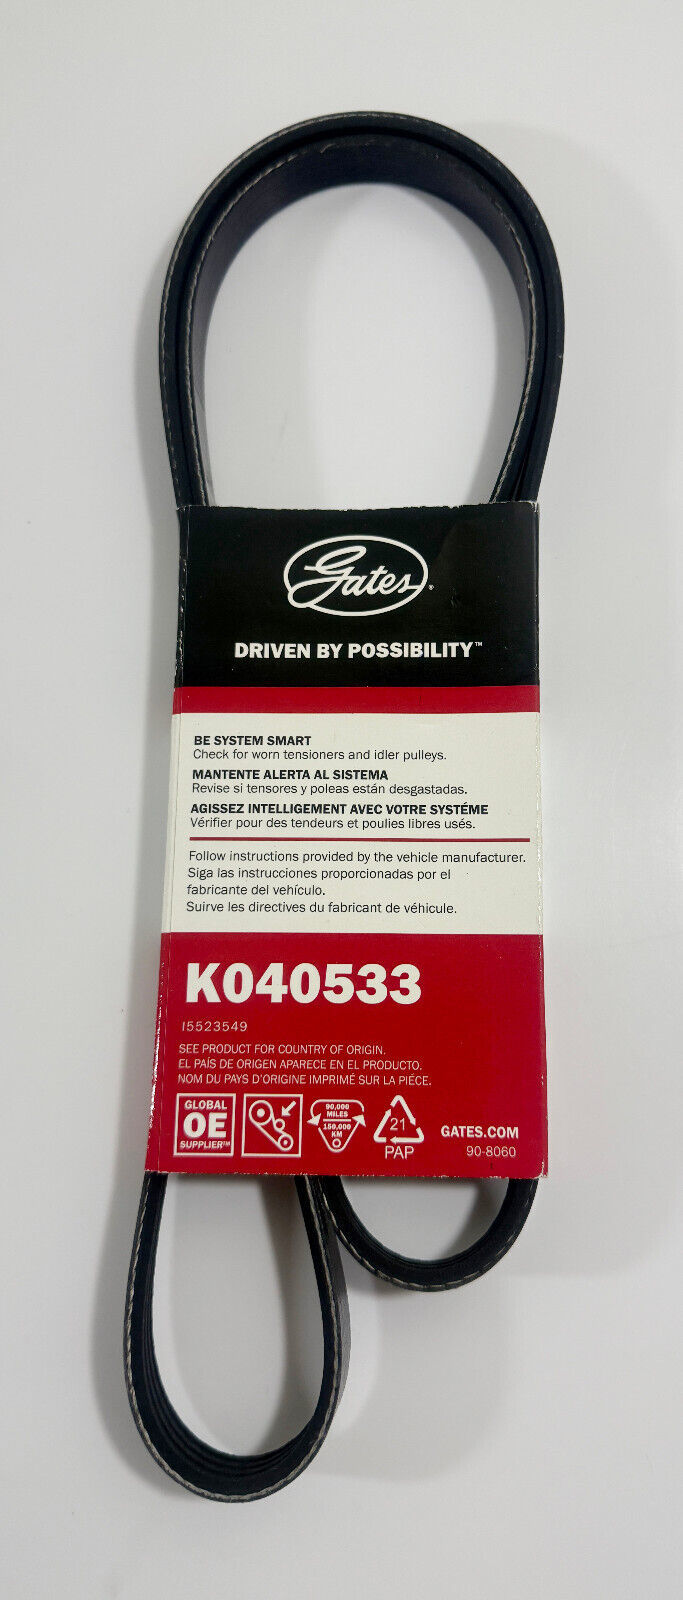 Gates®
DRIVEN BY POSSIBILITY™
BE SYSTEM SMART
Check for worn tensioners and idler pulleys.
MANTENTE ALERTA AL SISTEMA
Revise si tensores y poleas están desgastadas.
AGISSEZ INTELLIGEMENT AVEC VOTRE SYSTÉME
Vérifier pour des tendeurs et poulies libres usés.
Follow instructions provided by the vehicle manufacturer.
Siga las instrucciones proporcionadas por el
fabricante del vehículo.
Suirve les directives du fabricant de véhicule.
K040533
I5523549
SEE PRODUCT FOR COUNTRY OF ORIGIN.
EL PAÍS DE ORIGEN APARECE EN EL PRODUCTO.
NOM DU PAYS D'ORIGINE IMPRIMÉ SUR LA PIÉCE.
GLOBAL
OE
SUPPLIER™
90,000
MILES
150,000
KM
21
PAP
GATES.COM
90-8060